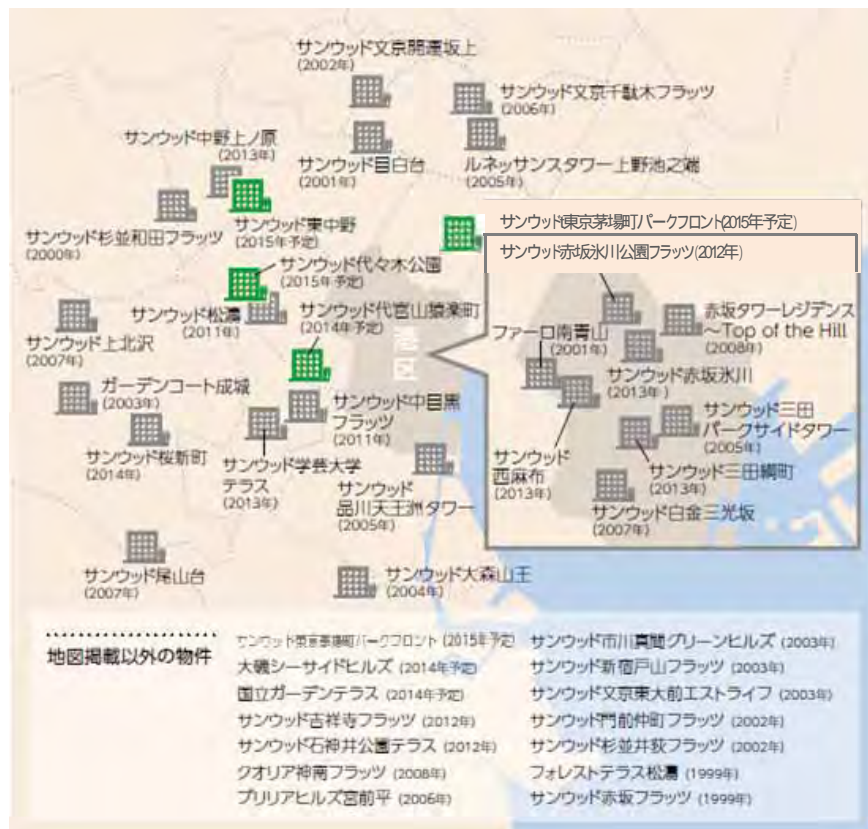 サンウッド文京開運坂上
(2002年)
サンウッド文京千駄木フラッツ
(2006年)
サンウッド中野上ノ原
(2013年)
サンウッド目白台
(2001年)
ルネッサンスタワー上野池之端
(2005年)
サンウッド杉並和田フラッツ
(2000年)
サンウッド東中野
(2015年予定)
サンウッド東京茅場町パークフロント(2015年予定)
サンウッド赤坂氷川公園フラッツ(2012年)
サンウッド代々木公園
(2015年予定)
サンウッド松濤
(2011年)
サンウッド代官山猿楽町
(2014年予定)
サンウッド上北沢
(2007年)
港区
ファーロ南青山
(2001年)
赤坂タワーレジデンス
~Top of the Hill
(2008年)
サンウッド赤坂氷川
(2013年)
ガーデンコート成城
(2003年)
サンウッド中目黒
フラッツ
(2011年)
サンウッド三田
パークサイドタワー
(2005年)
サンウッド桜新町
(2014年)
サンウッド学芸大学
テラス
(2013年)
サンウッド
西麻布
(2013年)
サンウッド三田綱町
(2013年)
サンウッド
品川天王洲タワー
(2005年)
サンウッド白金三光坂
(2007年)
サンウッド尾山台
(2007年)
サンウッド大森山王
(2004年)
地図掲載以外の物件
サンウッド東京茅場町パークフロント (2015年予定)
大磯シーサイドヒルズ (2014年予定)
国立ガーデンテラス (2014年予定)
サンウッド吉祥寺フラッツ (2012年)
サンウッド石神井公園テラス (2012年)
クオリア神南フラッツ (2008年)
プリリアヒルズ宮前平 (2006年)
サンウッド市川真間グリーンヒルズ (2003年)
サンウッド新宿戸山フラッツ (2003年)
サンウッド文京東大前エストライフ (2003年)
サンウッド門前仲町フラッツ (2002年)
サンウッド杉並井荻フラッツ (2002年)
フォレストテラス松濤 (1999年)
サンウッド赤坂フラッツ (1999年)